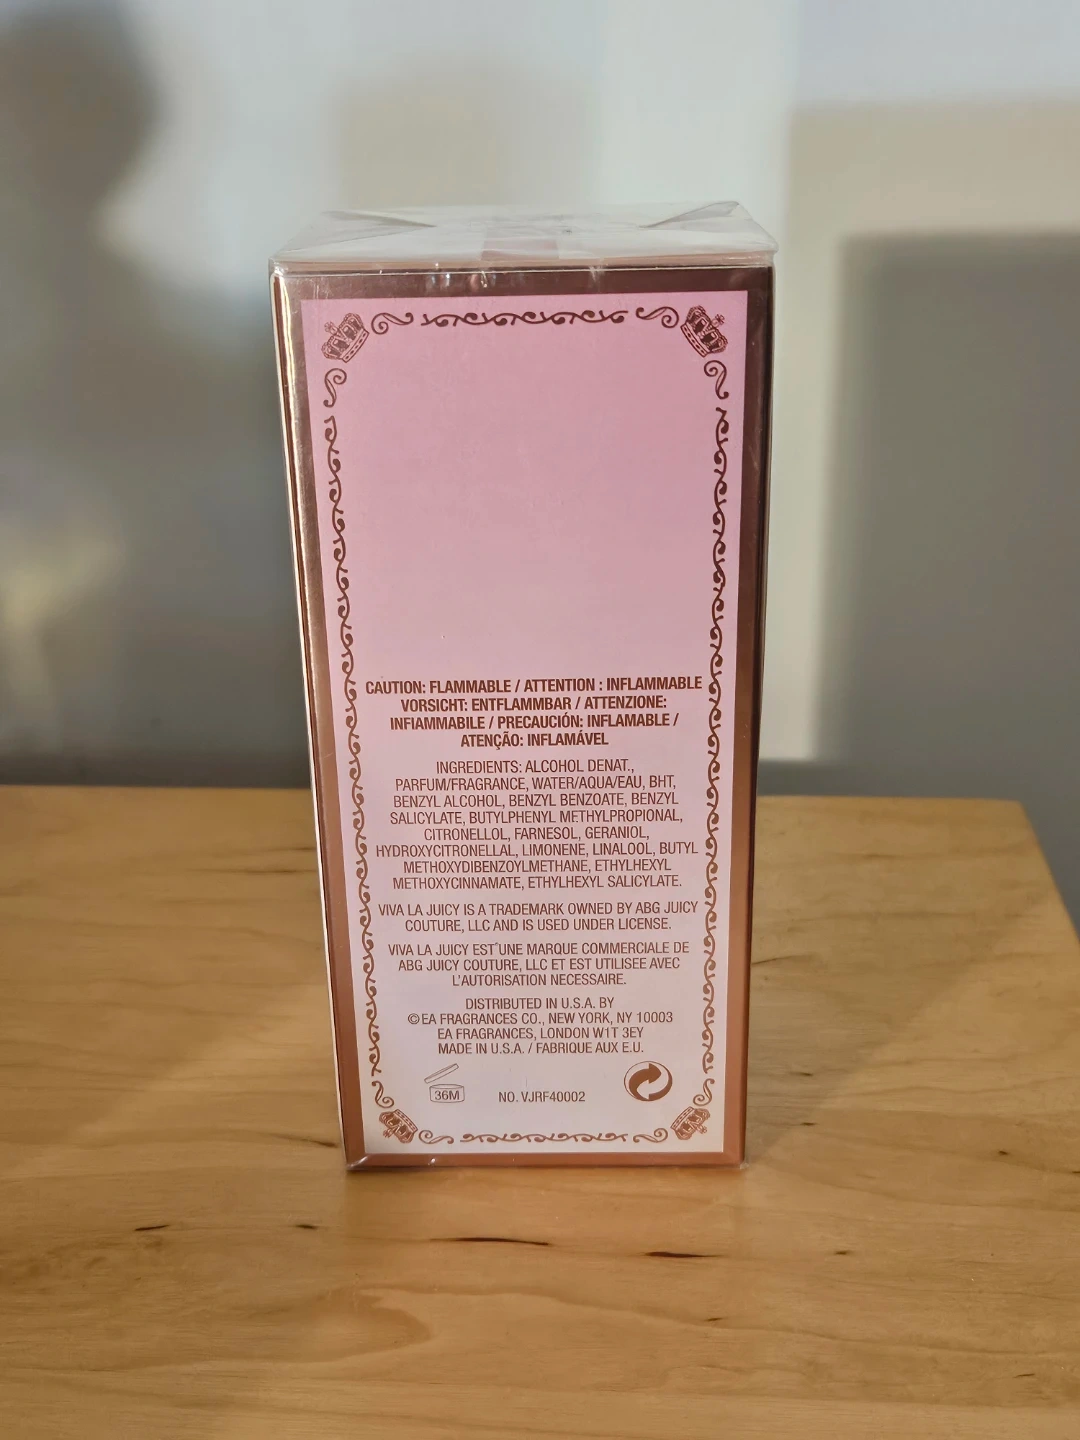 CAUTION: FLAMMABLE / ATTENTION : INFLAMMABLE
VORSICHT: ENTFLAMMBAR / ATTENZIONE:
INFIAMMABILE / PRECAUCIÓN: INFLAMABLE /
ATENÇÃO: INFLAMÁVEL
INGREDIENTS: ALCOHOL DENAT.,
PARFUM/FRAGRANCE, WATER/AQUA/EAU, BHT,
BENZYL ALCOHOL, BENZYL BENZOATE, BENZYL
SALICYLATE, BUTYLPHENYL METHYLPROPIONAL,
CITRONELLOL, FARNESOL, GERANIOL,
HYDROXYCITRONELLAL, LIMONENE, LINALOOL, BUTYL
METHOXYDIBENZOYLMETHANE, ETHYLHEXYL
METHOXYCINNAMATE, ETHYLHEXYL SALICYLATE.
VIVA LA JUICY IS A TRADEMARK OWNED BY ABG JUICY
COUTURE, LLC AND IS USED UNDER LICENSE.
VIVA LA JUICY EST´UNE MARQUE COMMERCIALE DE
ABG JUICY COUTURE, LLC ET EST UTILISEE AVEC
L'AUTORISATION NECESSAIRE.
DISTRIBUTED IN U.S.A. BY
© EA FRAGRANCES CO., NEW YORK, NY 10003
EA FRAGRANCES, LONDON W1T 3EY
MADE IN U.S.A. / FABRIQUE AUX E.U.
36M NO. VJRF40002